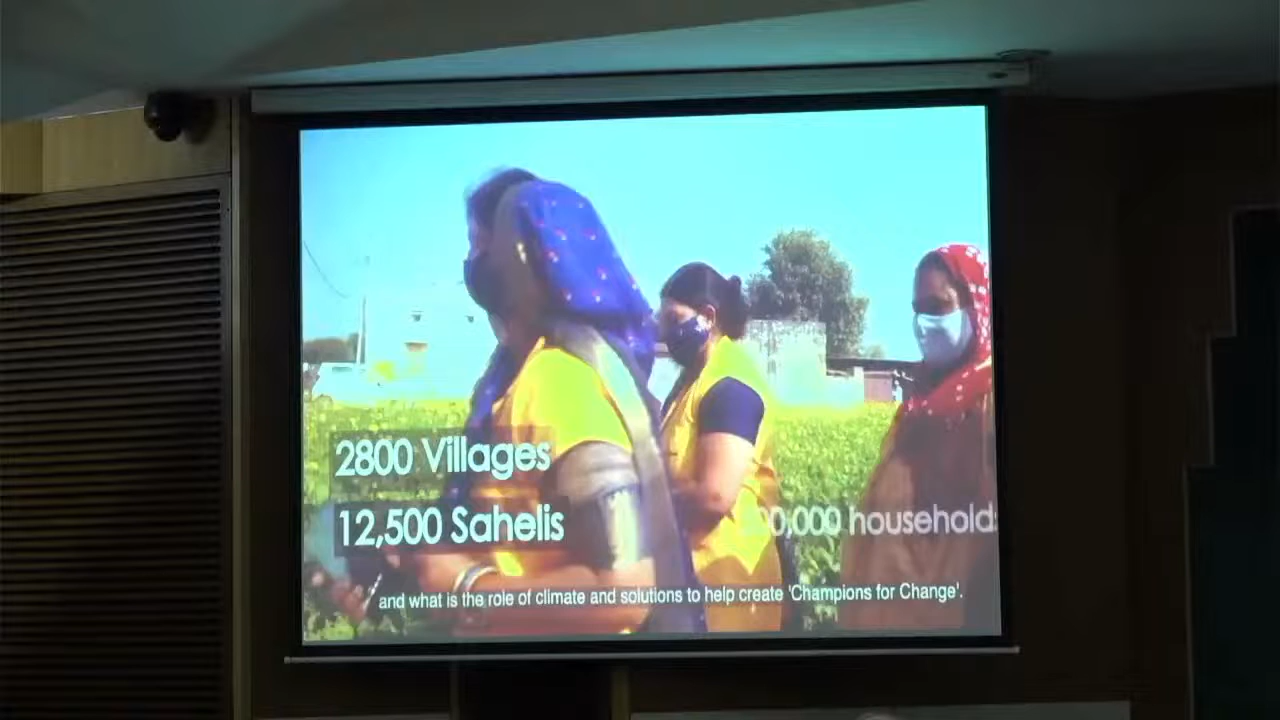 2800 Villages
12,500 Sahelis
households
and what is the role of climate and solutions to help create 'Champions for Change'.